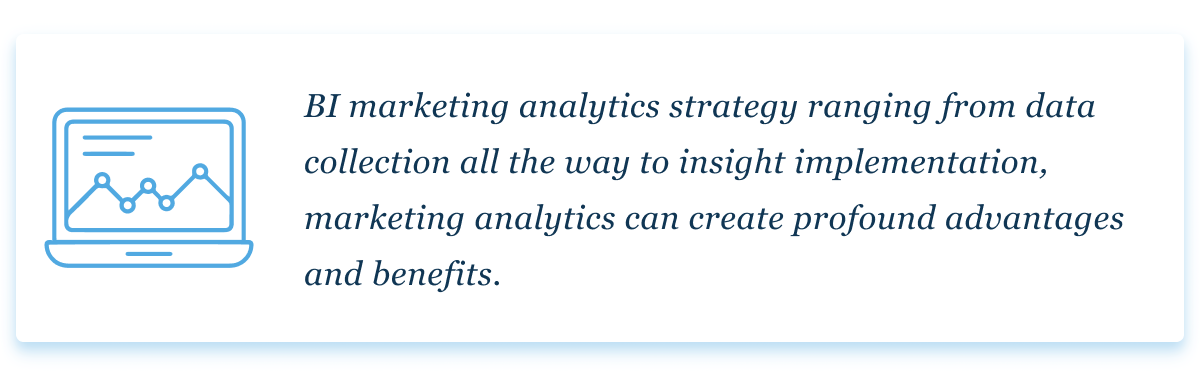 BI marketing analytics strategy ranging from data
collection all the way to insight implementation,
marketing analytics can create profound advantages
and benefits.